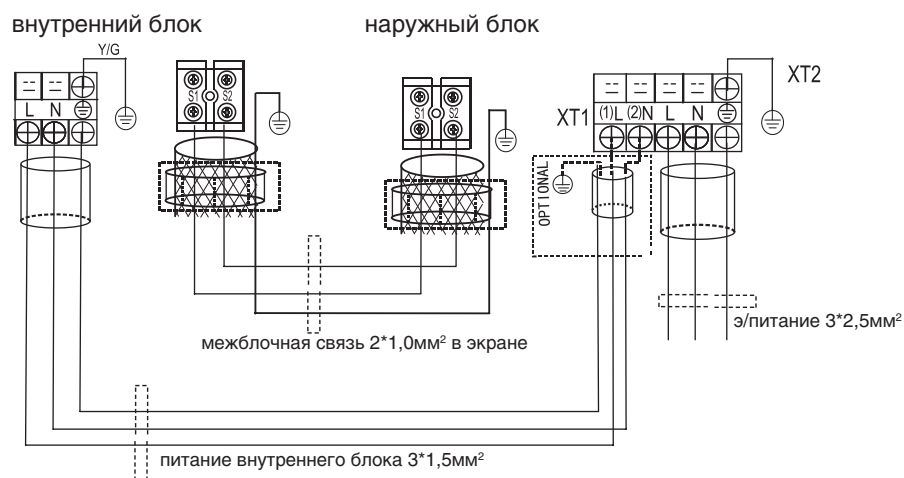 внутренний блок
наружный блок
Y/G
XT2
L N
S1 S2
S1 S2
XT1 (1)L (2)N L N
OPTIONAL
э/питание 3*2,5мм²
межблочная связь 2*1,0мм² в экране
питание внутреннего блока 3*1,5мм²